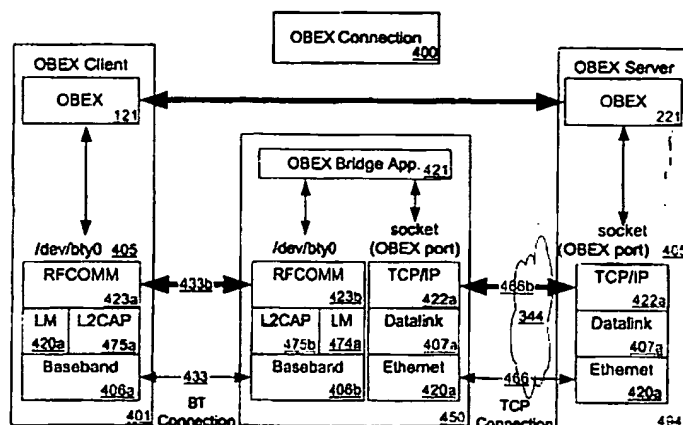 OBEX Connection
400
OBEX Client
OBEX
121
OBEX Server
OBEX
221
OBEX Bridge App.
421
/dev/bty0 405
RFCOMM
423a
LM
420a
L2CAP
475a
Baseband
406a
401
433b
433
BT
Connection
/dev/bty0
RFCOMM
423b
L2CAP
475b
LM
474a
Baseband
406b
socket
(OBEX port)
TCP/IP
422a
Datalink
407a
Ethernet
420a
450
466b
344
466
TCP
Connection
socket
(OBEX port)
405
TCP/IP
422a
Datalink
407a
Ethernet
420a